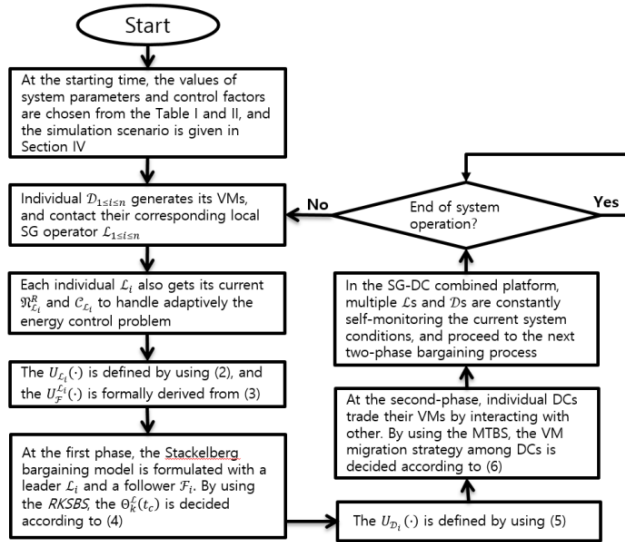 Start
At the starting time, the values of
system parameters and control factors
are chosen from the Table I and II, and
the simulation scenario is given in
Section IV
Individual 𝒟₁≤ᵢ≤ₙ generates its VMs,
and contact their corresponding local
SG operator ℒ₁≤ᵢ≤ₙ
Each individual ℒᵢ also gets its current
𝔑^R_ℒᵢ and 𝒞_ℒᵢ to handle adaptively the
energy control problem
The U_ℒᵢ(·) is defined by using (2), and
the U_ℱ^ℒᵢ(·) is formally derived from (3)
At the first phase, the Stackelberg
bargaining model is formulated with a
leader ℒᵢ and a follower ℱᵢ. By using
the RKSBS, the Θ_k^ℒ(t_c) is decided
according to (4)
The U_𝒟ᵢ(·) is defined by using (5)
At the second-phase, individual DCs
trade their VMs by interacting with
other. By using the MTBS, the VM
migration strategy among DCs is
decided according to (6)
In the SG-DC combined platform,
multiple ℒs and 𝒟s are constantly
self-monitoring the current system
conditions, and proceed to the next
two-phase bargaining process
End of system
operation?
No
Yes